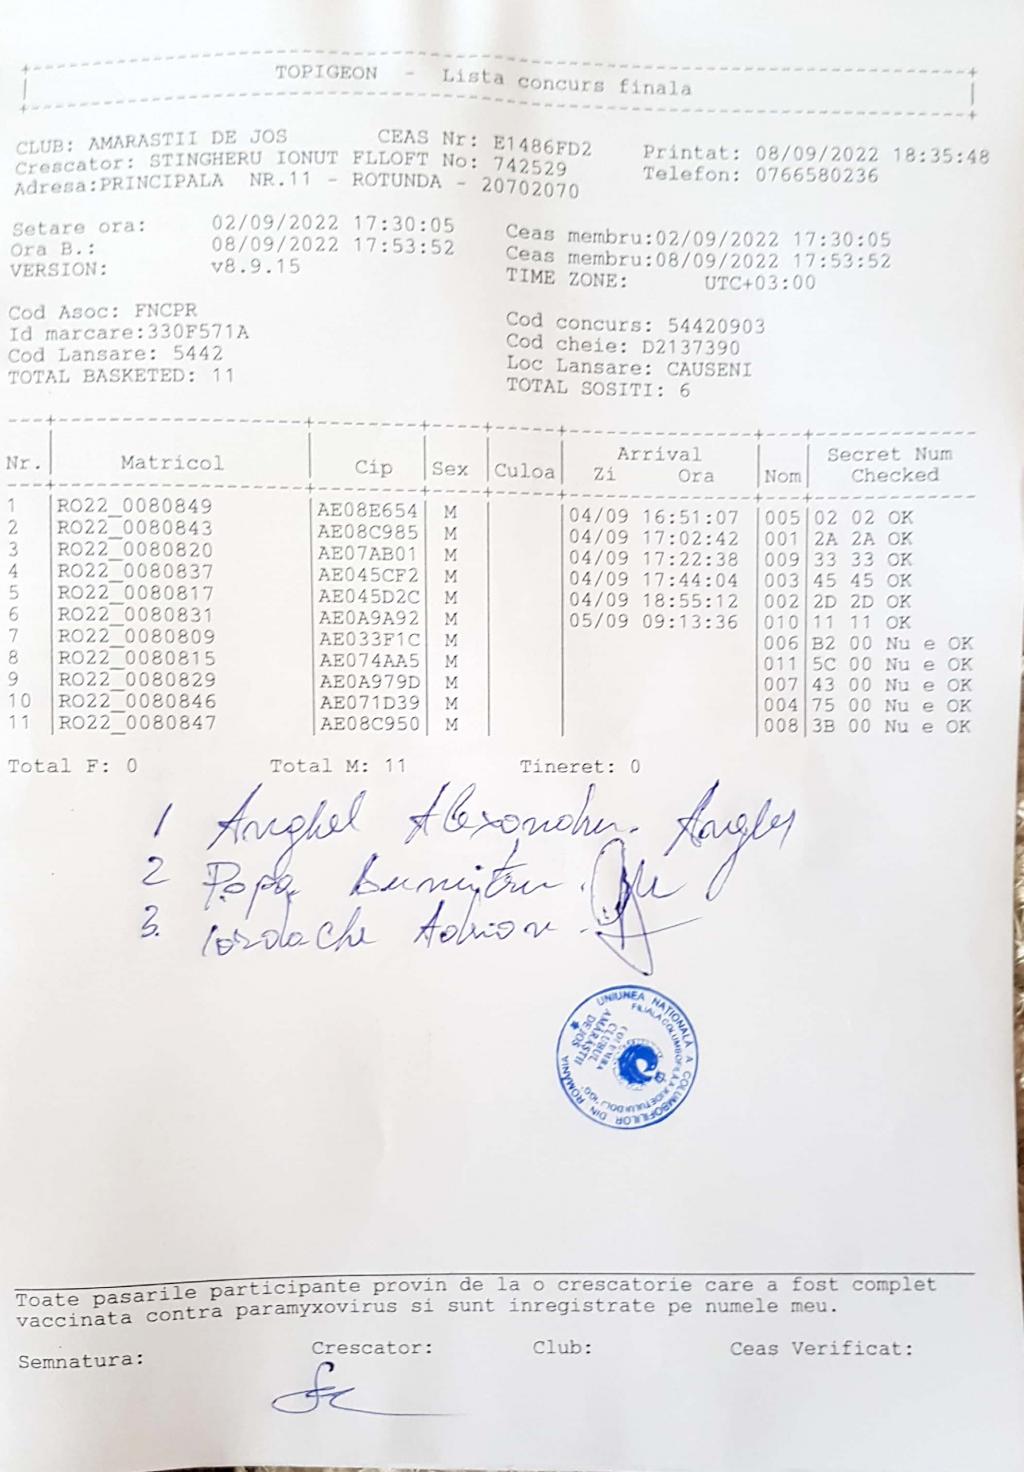 TOPIGEON - Lista concurs finala
CLUB: AMARASTII DE JOS CEAS Nr: E1486FD2 Printat: 08/09/2022 18:35:48
Crescator: STINGHERU IONUT FLLOFT No: 742529 Telefon: 0766580236
Adresa:PRINCIPALA NR.11 - ROTUNDA - 20702070
Setare ora: 02/09/2022 17:30:05 Ceas membru:02/09/2022 17:30:05
Ora B.: 08/09/2022 17:53:52 Ceas membru:08/09/2022 17:53:52
VERSION: v8.9.15 TIME ZONE: UTC+03:00
Cod Asoc: FNCPR Cod concurs: 54420903
Id marcare:330F571A Cod cheie: D2137390
Cod Lansare: 5442 Loc Lansare: CAUSENI
TOTAL BASKETED: 11 TOTAL SOSITI: 6
Arrival Secret Num
Nr. Matricol Cip Sex Culoa Zi Ora Nom Checked
1 RO22_0080849 AE08E654 M 04/09 16:51:07 005 02 02 OK
2 RO22_0080843 AE08C985 M 04/09 17:02:42 001 2A 2A OK
3 RO22_0080820 AE07AB01 M 04/09 17:22:38 009 33 33 OK
4 RO22_0080837 AE045CF2 M 04/09 17:44:04 003 45 45 OK
5 RO22_0080817 AE045D2C M 04/09 18:55:12 002 2D 2D OK
6 RO22_0080831 AE0A9A92 M 05/09 09:13:36 010 11 11 OK
7 RO22_0080809 AE033F1C M 006 B2 00 Nu e OK
8 RO22_0080815 AE074AA5 M 011 5C 00 Nu e OK
9 RO22_0080829 AE0A979D M 007 43 00 Nu e OK
10 RO22_0080846 AE071D39 M 004 75 00 Nu e OK
11 RO22_0080847 AE08C950 M 008 3B 00 Nu e OK
Total F: 0 Total M: 11 Tineret: 0
1 Anghel Alexandru.
2 Popa Dumitru.
3. Iordache Adrian.
UNIUNEA NATIONALĂ A COLUMBOFILILOR DIN ROMÂNIA
FILIALA COLUMBOFILĂ A JUDEȚULUI DOLJ
CLUBUL
AMARASTII
DE JOS
Toate pasarile participante provin de la o crescatorie care a fost complet
vaccinata contra paramyxovirus si sunt inregistrate pe numele meu.
Semnatura: Crescator: Club: Ceas Verificat: